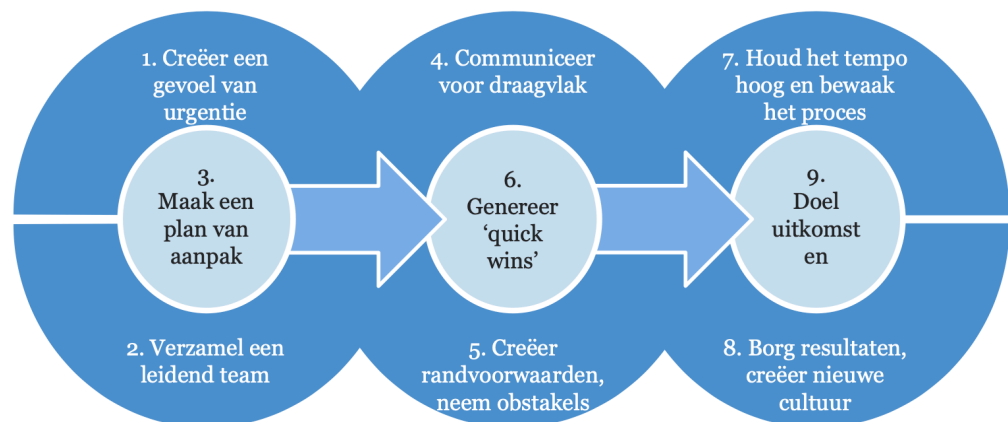 1. Creëer een
gevoel van
urgentie
2. Verzamel een
leidend team
3.
Maak een
plan van
aanpak
4. Communiceer
voor draagvlak
5. Creëer
randvoorwaarden,
neem obstakels
6.
Genereer
‘quick
wins’
7. Houd het tempo
hoog en bewaak
het proces
8. Borg resultaten,
creëer nieuwe
cultuur
9.
Doel
uitkomst
en